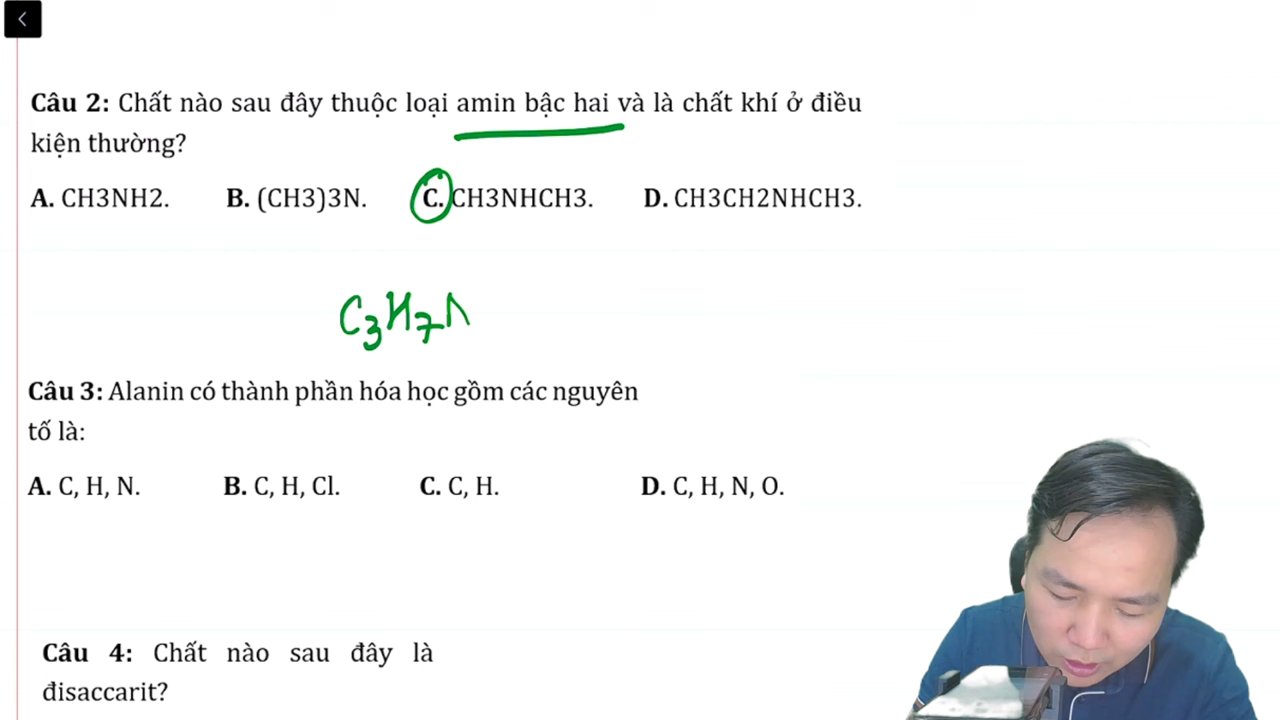 Câu 2: Chất nào sau đây thuộc loại amin bậc hai và là chất khí ở điều
kiện thường?
A. CH3NH2. B. (CH3)3N. C. CH3NHCH3. D. CH3CH2NHCH3.
C3H7N
Câu 3: Alanin có thành phần hóa học gồm các nguyên
tố là:
A. C, H, N. B. C, H, Cl. C. C, H. D. C, H, N, O.
Câu 4: Chất nào sau đây là
đisaccarit?